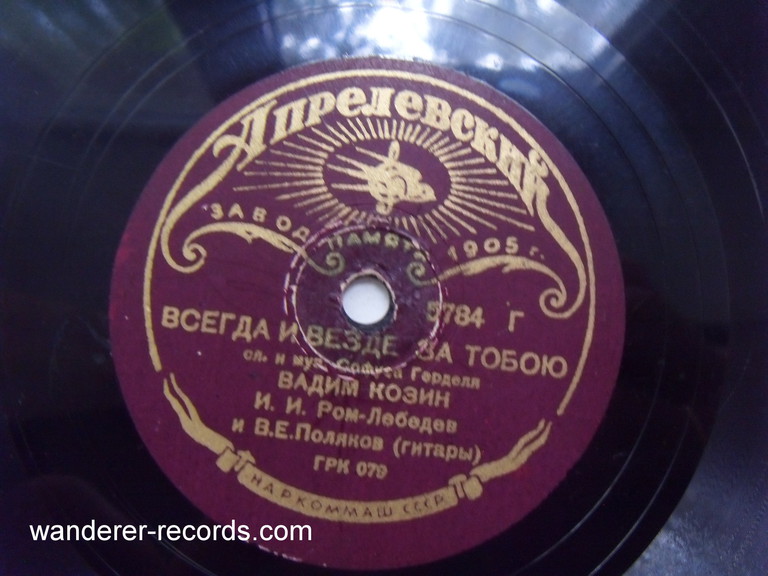 Апрелевский
ЗАВОД ПАМЯТИ 1905 г.
5784 Г
ВСЕГДА И ВЕЗДЕ ЗА ТОБОЮ
сл. и муз. Гарделя
ВАДИМ КОЗИН
И. И. Ром-Лебедев
и В.Е.Поляков (гитары)
ГРК 079
НАРКОММАШ СССР
wanderer-records.com